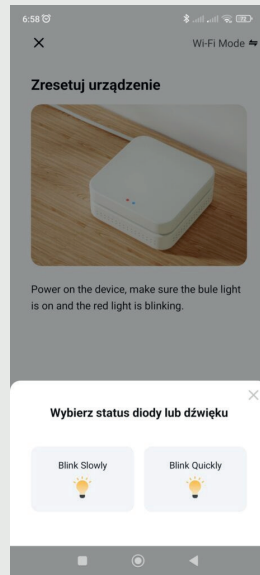 6:58
Wi-Fi Mode
Zresetuj urządzenie
Power on the device, make sure the bule light
is on and the red light is blinking.
Wybierz status diody lub dźwięku
Blink Slowly
Blink Quickly